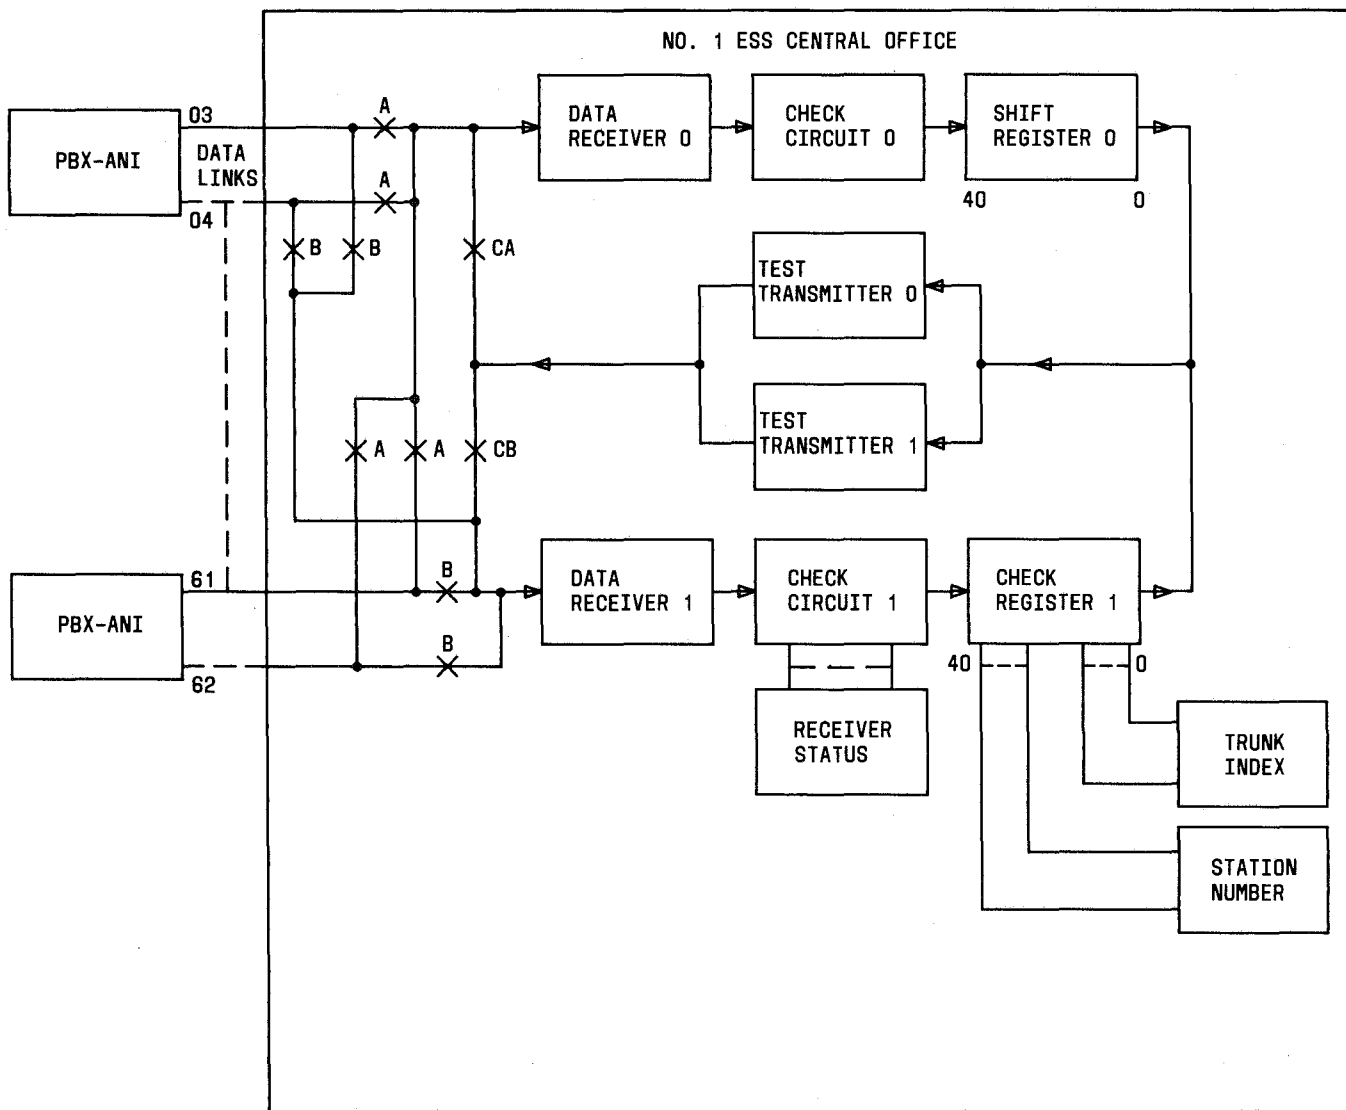 NO. 1 ESS CENTRAL OFFICE
03
A
DATA
RECEIVER 0
CHECK
CIRCUIT 0
SHIFT
REGISTER 0
PBX-ANI
DATA
LINKS
A
04
40
0
B
B
CA
TEST
TRANSMITTER 0
TEST
TRANSMITTER 1
A
A
CB
61
B
DATA
RECEIVER 1
CHECK
CIRCUIT 1
CHECK
REGISTER 1
PBX-ANI
B
62
40
0
RECEIVER
STATUS
TRUNK
INDEX
STATION
NUMBER